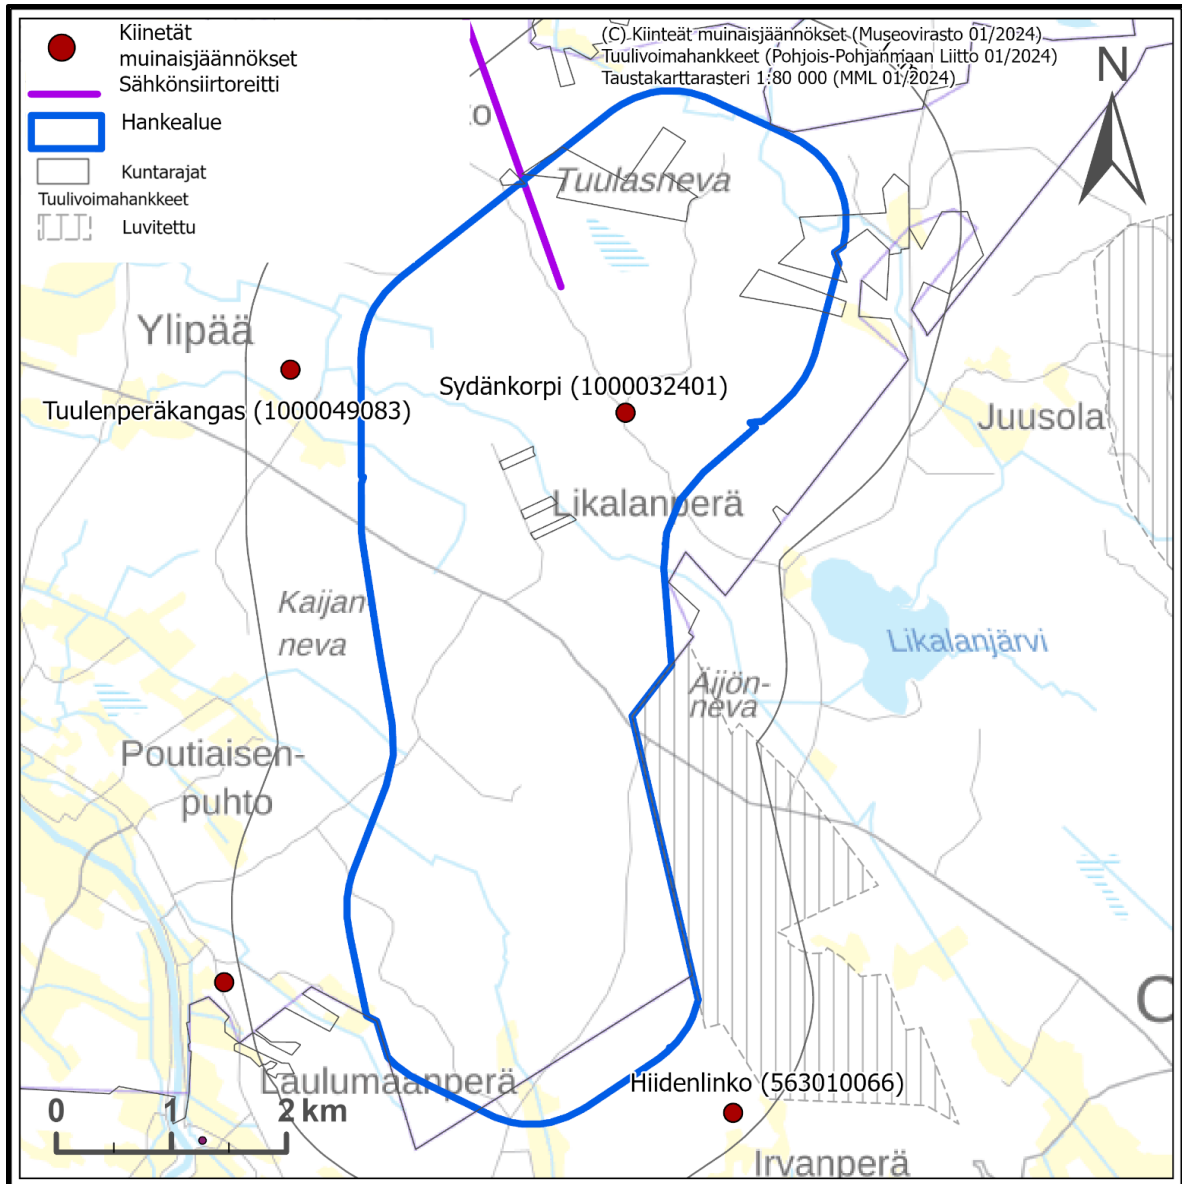 Kiinetät
muinaisjäännökset
Sähkönsiirtoreitti
Hankealue
Kuntarajat
Tuulivoimahankkeet
Luvitettu
(C) Kiinteät muinaisjäännökset (Museovirasto 01/2024)
Tuulivoimahankkeet (Pohjois-Pohjanmaan Liitto 01/2024)
Taustakarttarasteri 1:80 000 (MML 01/2024)
N
to
Tuulasneva
Ylipää
Sydänkorpi (1000032401)
Tuulenperäkangas (1000049083)
Juusola
Likalanperä
Kaijan
neva
Likalanjärvi
Äijön-
neva
Poutiaisen-
puhto
O
Laulumaanperä
Hiidenlinko (563010066)
0 1 2 km
Irvanperä